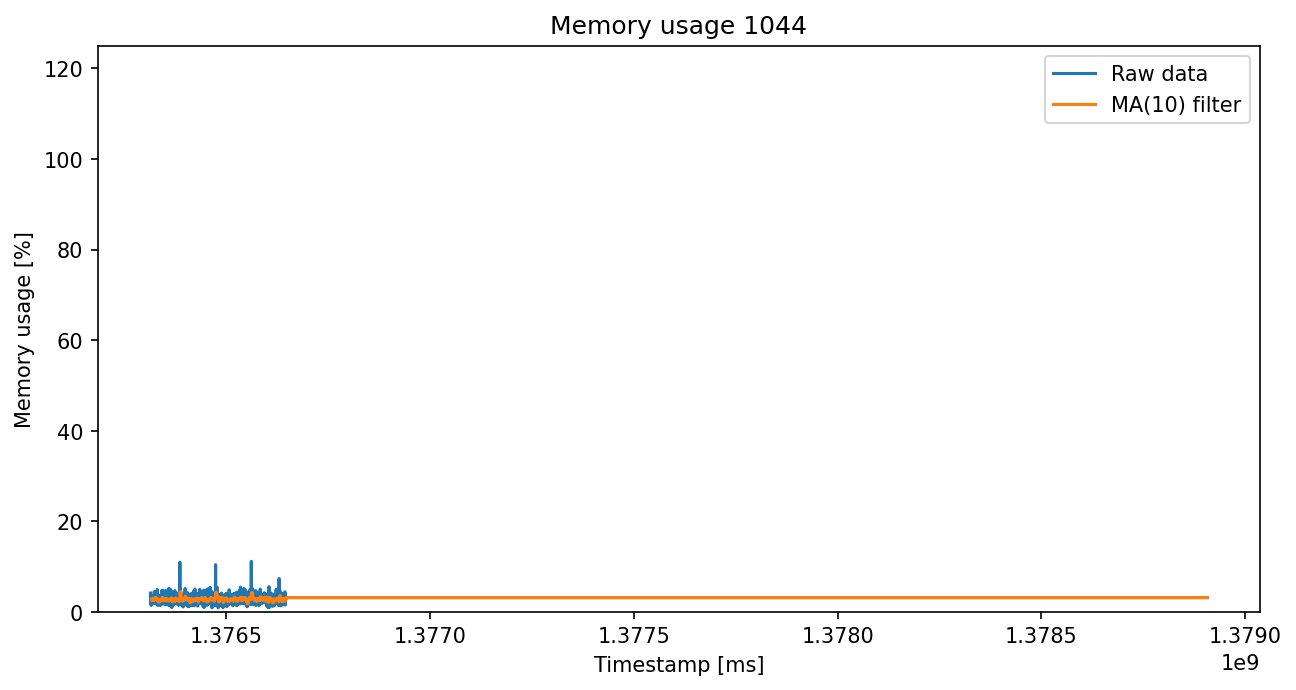 Memory usage 1044
Raw data
MA(10) filter
Memory usage [%]
120
100
80
60
40
20
0
1.3765 1.3770 1.3775 1.3780 1.3785 1.3790
1e9
Timestamp [ms]